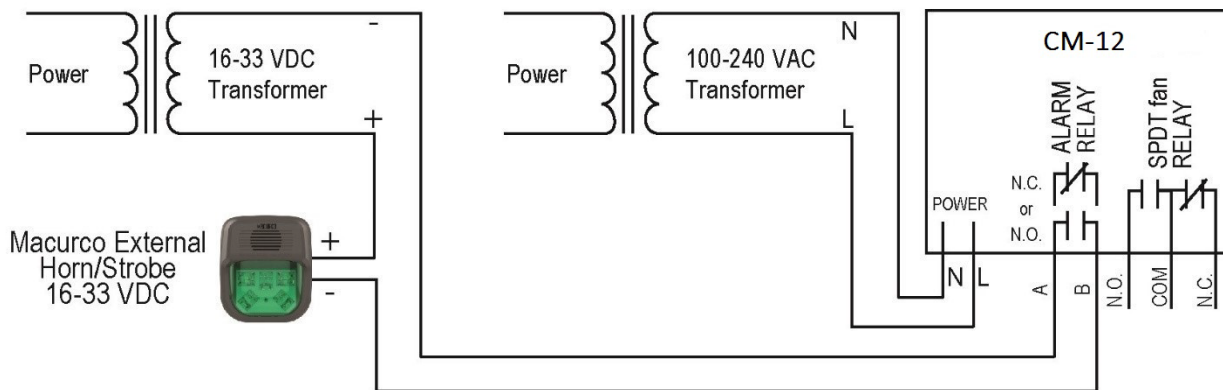 Power
16-33 VDC
Transformer
-
+
Macurco External
Horn/Strobe
16-33 VDC
+
-
Power
100-240 VAC
Transformer
N
L
CM-12
ALARM
RELAY
SPDT fan
RELAY
N.C.
or
N.O.
POWER
N L
A
B
N.O.
COM
N.C.